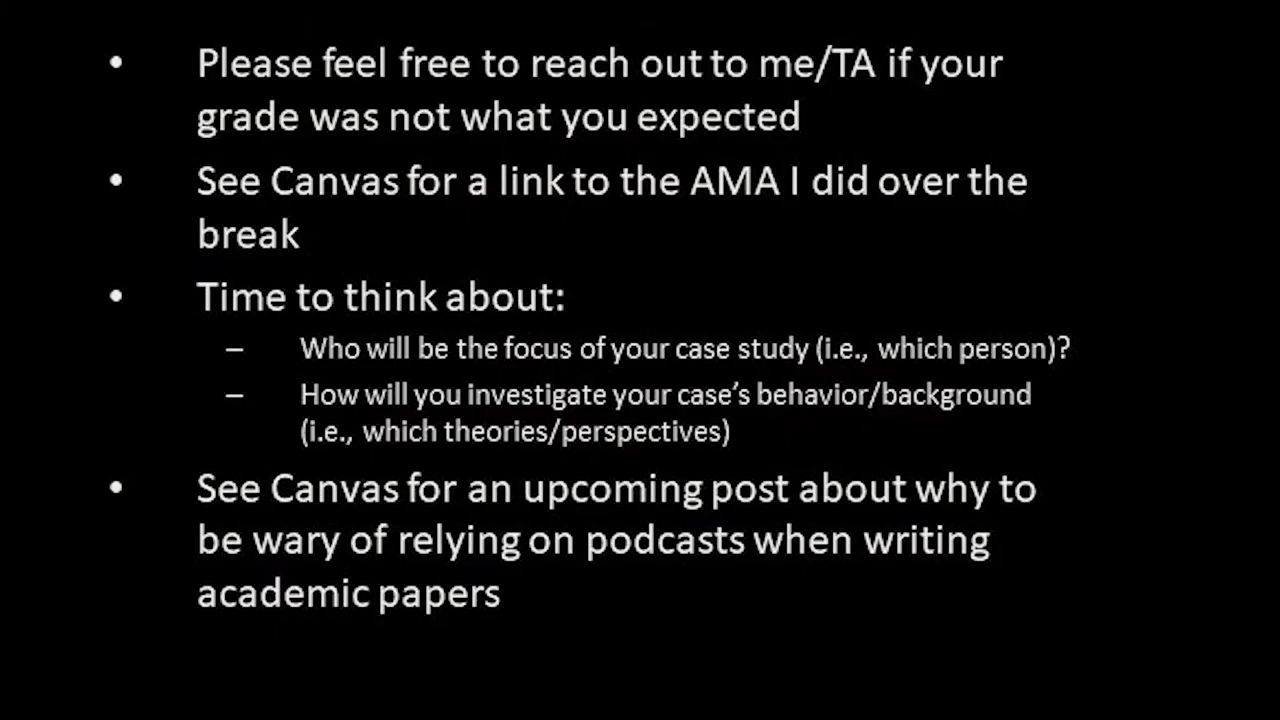 • Please feel free to reach out to me/TA if your
grade was not what you expected
• See Canvas for a link to the AMA I did over the
break
• Time to think about:
– Who will be the focus of your case study (i.e., which person)?
– How will you investigate your case's behavior/background
(i.e., which theories/perspectives)
• See Canvas for an upcoming post about why to
be wary of relying on podcasts when writing
academic papers